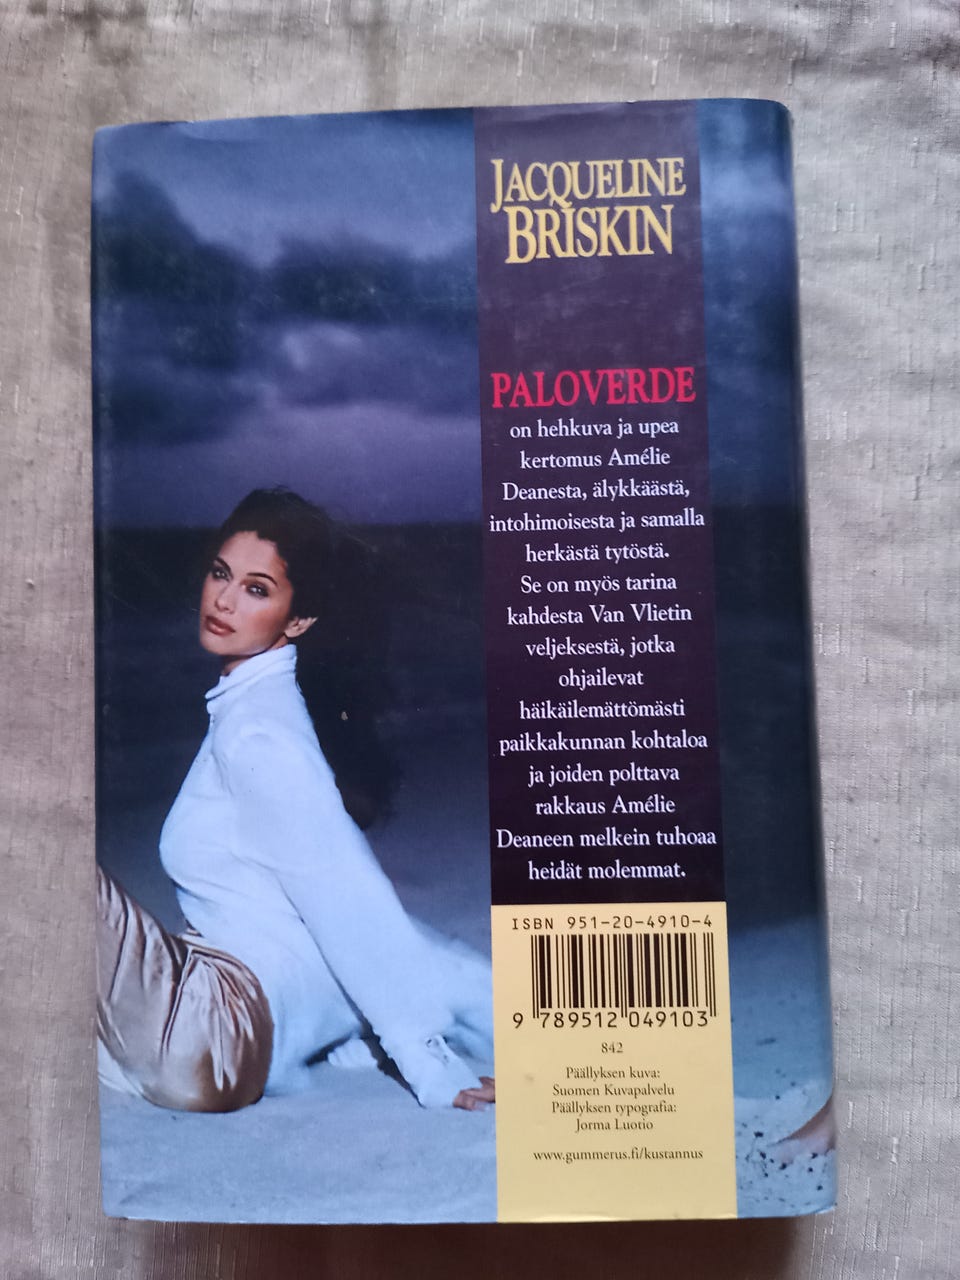 JACQUELINE
BRISKIN
PALOVERDE
on hehkuva ja upea
kertomus Amélie
Deanesta, älykkäästä,
intohimoisesta ja samalla
herkästä tytöstä.
Se on myös tarina
kahdesta Van Vlietin
veljeksestä, jotka
ohjailevat
häikäilemättömästi
paikkakunnan kohtaloa
ja joiden polttava
rakkaus Amélie
Deaneen melkein tuhoaa
heidät molemmat.
ISBN 951-20-4910-4
9 789512 049103
842
Päällyksen kuva:
Suomen Kuvapalvelu
Päällyksen typografia:
Jorma Luotio
www.gummerus.fi/kustannus